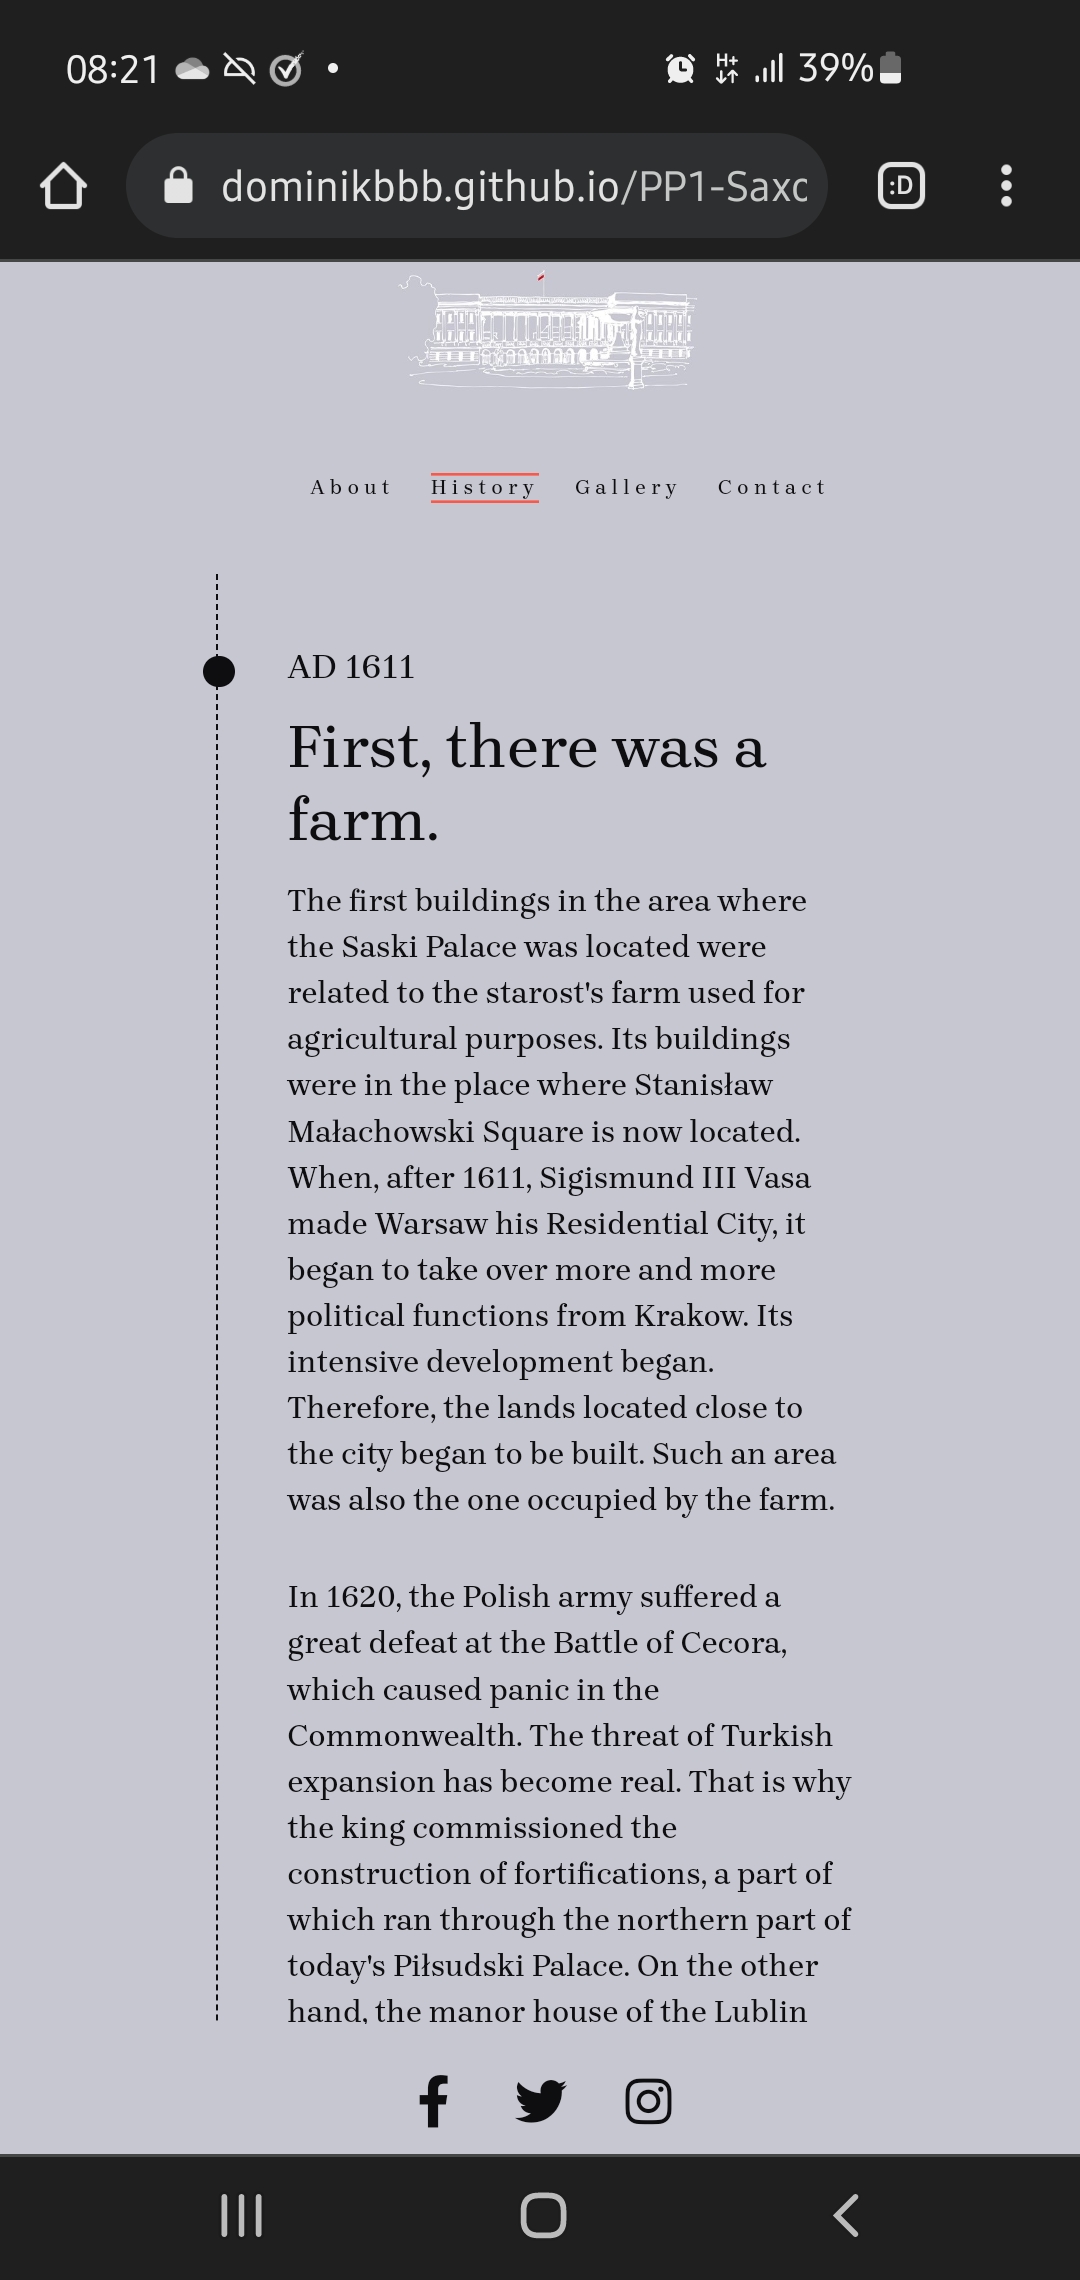 08:21
H+
39%
dominikbbb.github.io/PP1-Saxo
:D
About History Gallery Contact
AD 1611
First, there was a
farm.
The first buildings in the area where
the Saski Palace was located were
related to the starost's farm used for
agricultural purposes. Its buildings
were in the place where Stanisław
Małachowski Square is now located.
When, after 1611, Sigismund III Vasa
made Warsaw his Residential City, it
began to take over more and more
political functions from Krakow. Its
intensive development began.
Therefore, the lands located close to
the city began to be built. Such an area
was also the one occupied by the farm.
In 1620, the Polish army suffered a
great defeat at the Battle of Cecora,
which caused panic in the
Commonwealth. The threat of Turkish
expansion has become real. That is why
the king commissioned the
construction of fortifications, a part of
which ran through the northern part of
today's Piłsudski Palace. On the other
hand, the manor house of the Lublin